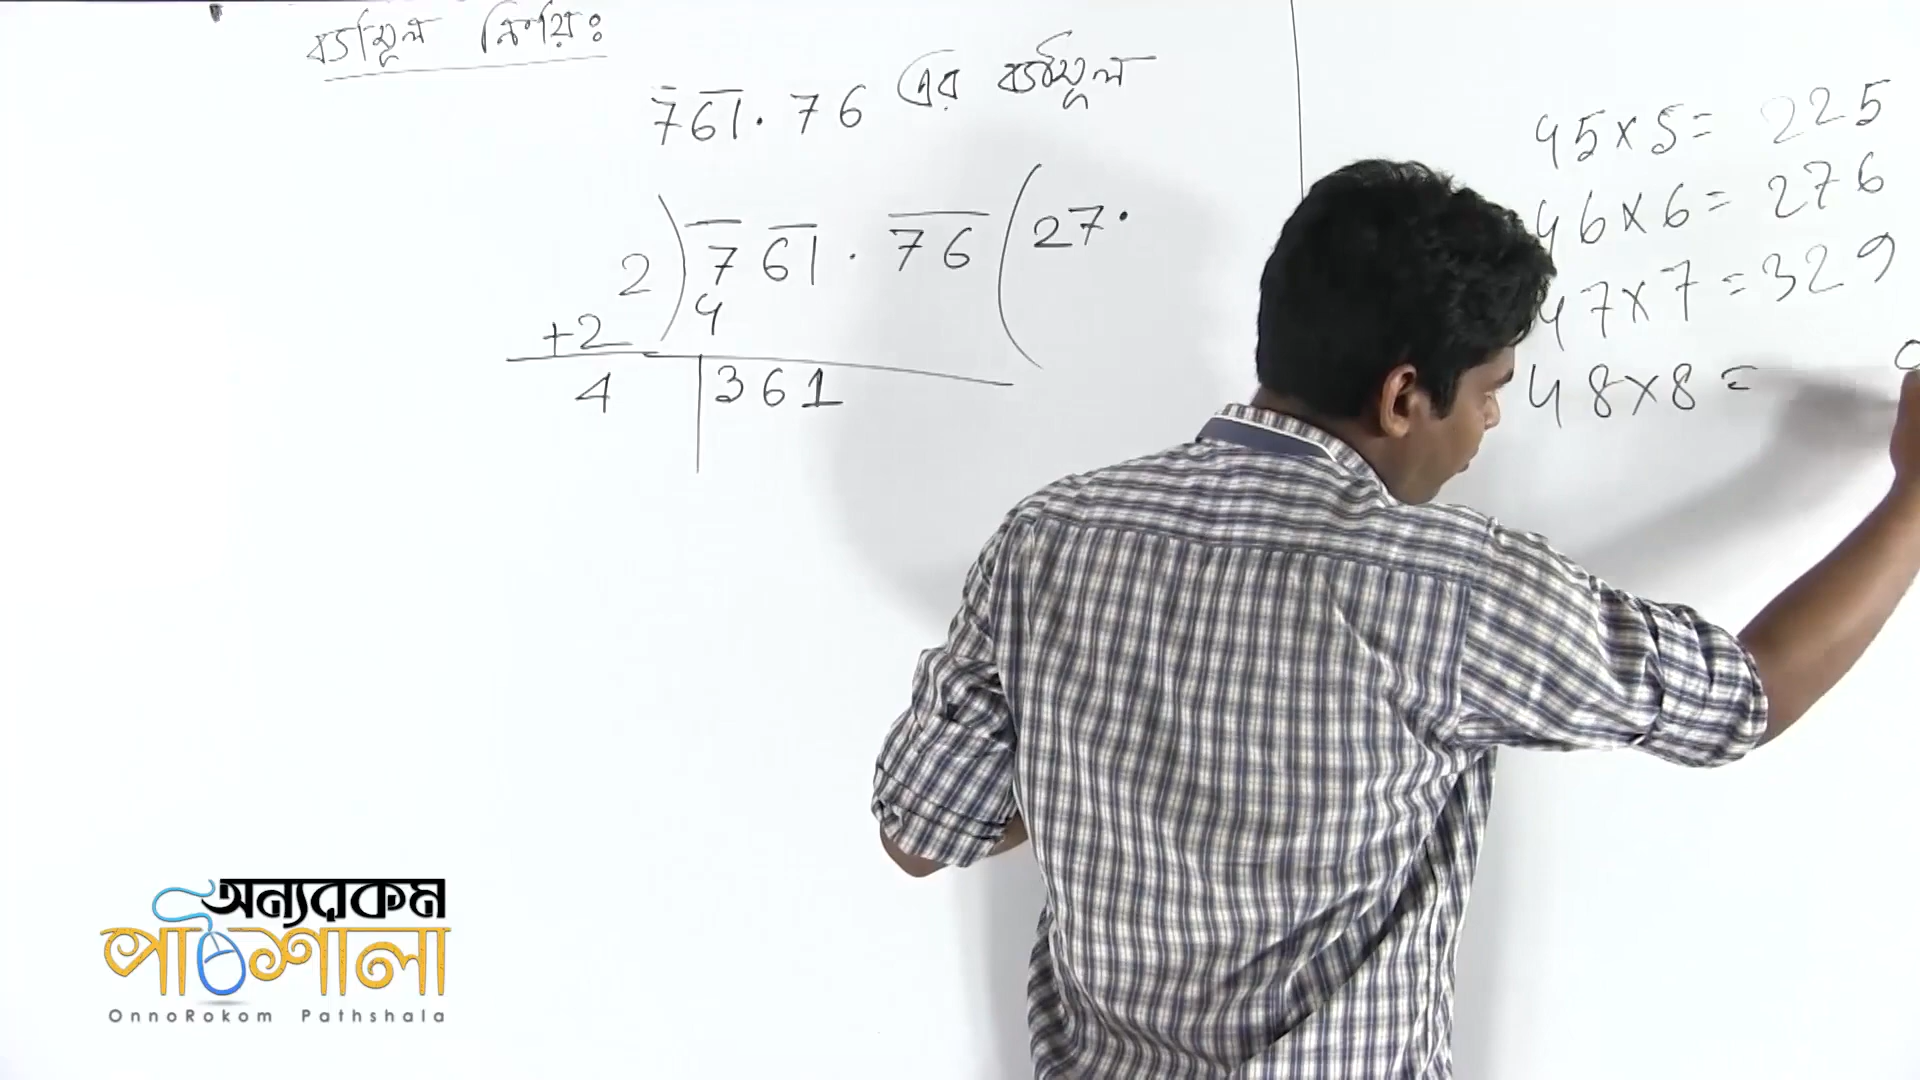 বর্গমূল নির্ণয়:
761.76 এর বর্গমূল
2) 761.76 (27.
4
+2
4 | 361
45×5= 225
46×6= 276
47×7=329
48×8=
অন্যরকম
পাঠশালা
OnnoRokom Pathshala